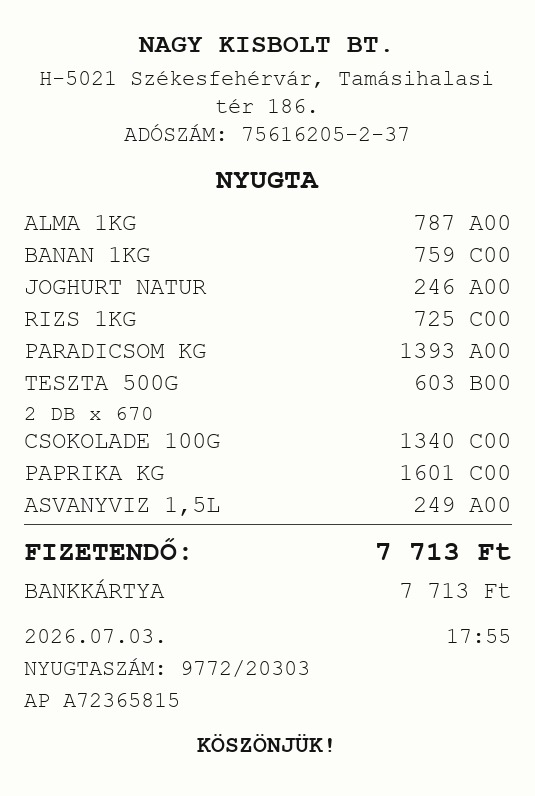 NAGY KISBOLT BT.
H-5021 Székesfehérvár, Tamásihalasi
tér 186.
ADÓSZÁM: 75616205-2-37
NYUGTA
ALMA 1KG 787 A00
BANAN 1KG 759 C00
JOGHURT NATUR 246 A00
RIZS 1KG 725 C00
PARADICSOM KG 1393 A00
TESZTA 500G 603 B00
2 DB x 670
CSOKOLADE 100G 1340 C00
PAPRIKA KG 1601 C00
ASVANYVIZ 1,5L 249 A00
FIZETENDŐ: 7 713 Ft
BANKKÁRTYA 7 713 Ft
2026.07.03. 17:55
NYUGTASZÁM: 9772/20303
AP A72365815
KÖSZÖNJÜK!